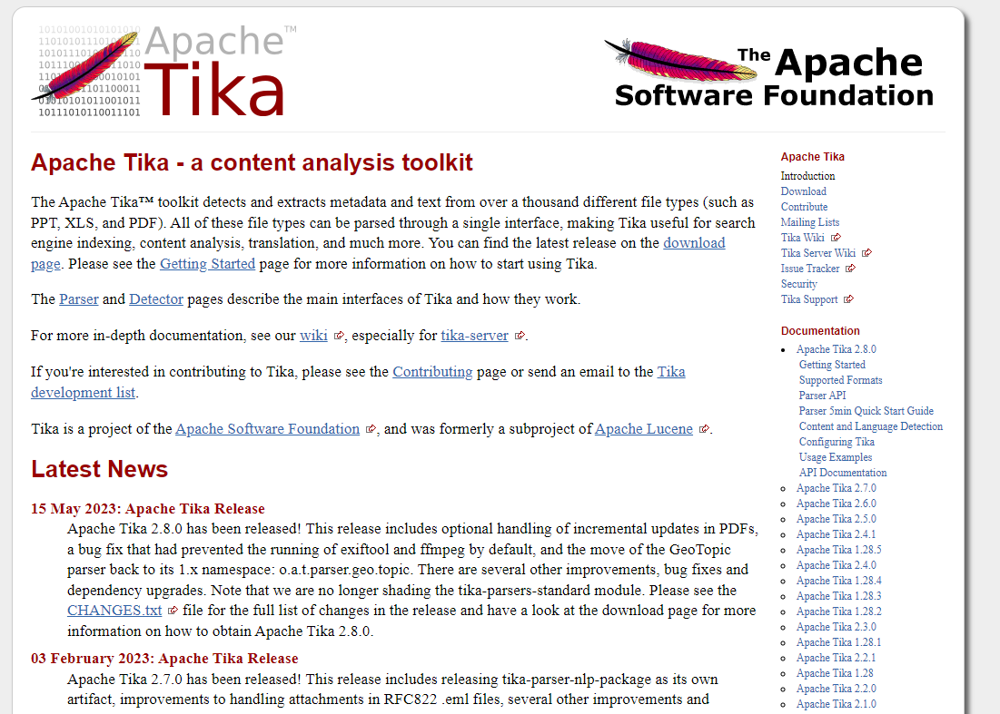 1010100101010101010
Apache™
Tika
10111010110011101
The Apache
Software Foundation
Apache Tika - a content analysis toolkit
The Apache Tika™ toolkit detects and extracts metadata and text from over a thousand different file types (such as
PPT, XLS, and PDF). All of these file types can be parsed through a single interface, making Tika useful for search
engine indexing, content analysis, translation, and much more. You can find the latest release on the download
page. Please see the Getting Started page for more information on how to start using Tika.
The Parser and Detector pages describe the main interfaces of Tika and how they work.
For more in-depth documentation, see our wiki , especially for tika-server .
If you're interested in contributing to Tika, please see the Contributing page or send an email to the Tika
development list.
Tika is a project of the Apache Software Foundation , and was formerly a subproject of Apache Lucene .
Latest News
15 May 2023: Apache Tika Release
Apache Tika 2.8.0 has been released! This release includes optional handling of incremental updates in PDFs,
a bug fix that had prevented the running of exiftool and ffmpeg by default, and the move of the GeoTopic
parser back to its 1.x namespace: o.a.t.parser.geo.topic. There are several other improvements, bug fixes and
dependency upgrades. Note that we are no longer shading the tika-parsers-standard module. Please see the
CHANGES.txt file for the full list of changes in the release and have a look at the download page for more
information on how to obtain Apache Tika 2.8.0.
03 February 2023: Apache Tika Release
Apache Tika 2.7.0 has been released! This release includes releasing tika-parser-nlp-package as its own
artifact, improvements to handling attachments in RFC822 .eml files, several other improvements and
Apache Tika
Introduction
Download
Contribute
Mailing Lists
Tika Wiki
Tika Server Wiki
Issue Tracker
Security
Tika Support
Documentation
Apache Tika 2.8.0
Getting Started
Supported Formats
Parser API
Parser 5min Quick Start Guide
Content and Language Detection
Configuring Tika
Usage Examples
API Documentation
Apache Tika 2.7.0
Apache Tika 2.6.0
Apache Tika 2.5.0
Apache Tika 2.4.1
Apache Tika 1.28.5
Apache Tika 2.4.0
Apache Tika 1.28.4
Apache Tika 1.28.3
Apache Tika 1.28.2
Apache Tika 2.3.0
Apache Tika 1.28.1
Apache Tika 2.2.1
Apache Tika 1.28
Apache Tika 2.2.0
Apache Tika 2.1.0